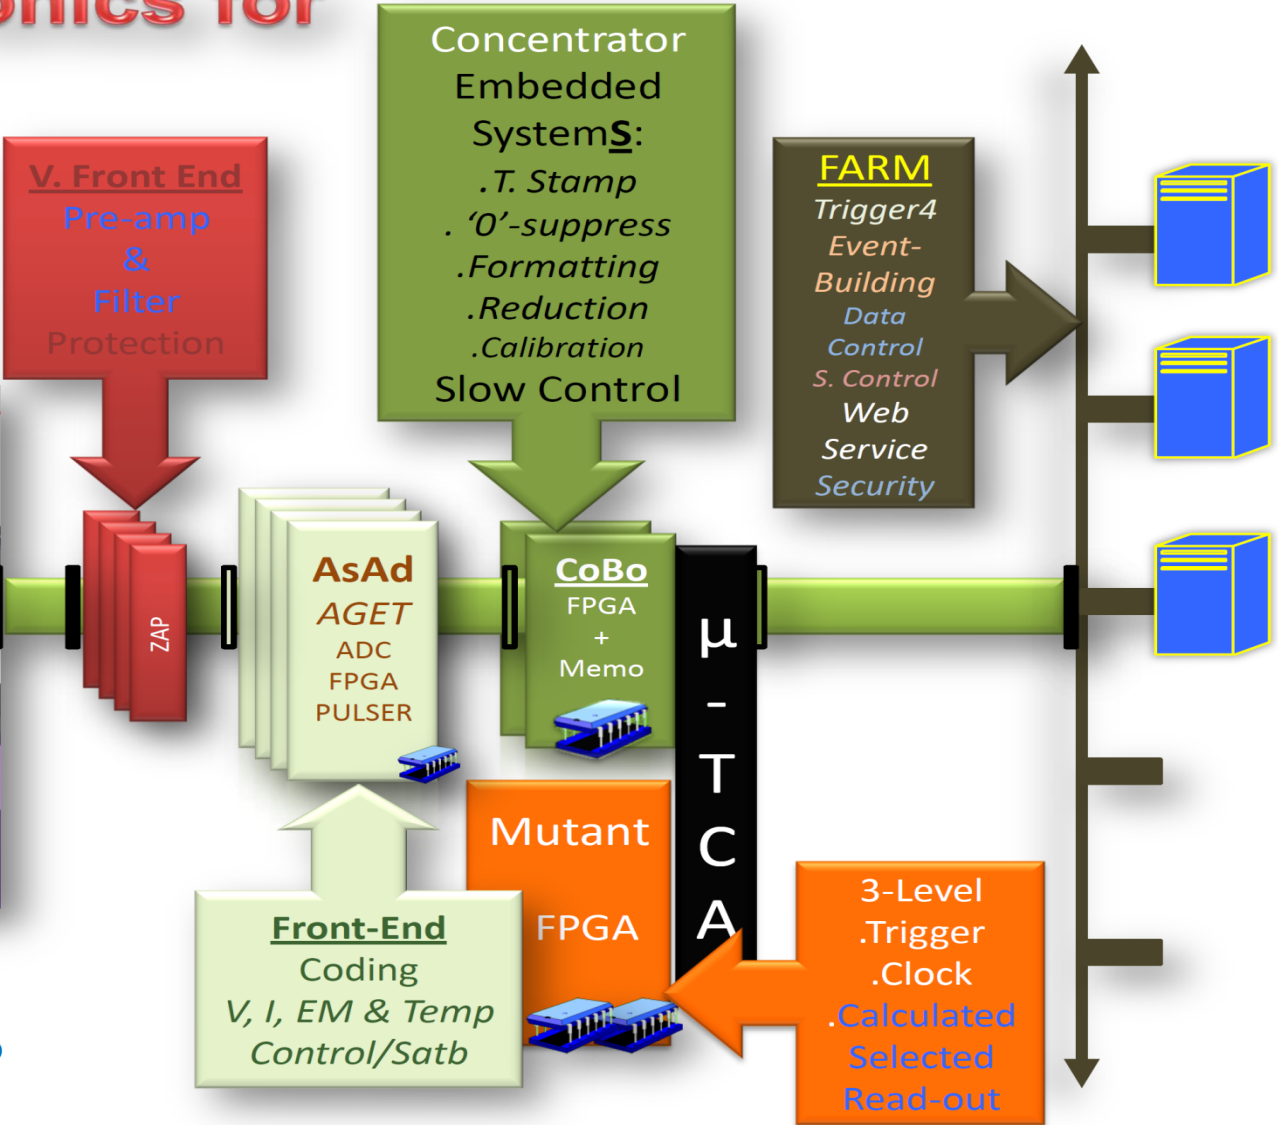 onics for
Concentrator
Embedded
SystemS:
.T. Stamp
. ‘0’-suppress
.Formatting
.Reduction
.Calibration
Slow Control
V. Front End
Pre-amp
&
Filter
Protection
FARM
Trigger4
Event-
Building
Data
Control
S. Control
Web
Service
Security
ZAP
AsAd
AGET
ADC
FPGA
PULSER
CoBo
FPGA
+
Memo
μ
-
T
C
A
Mutant
FPGA
Front-End
Coding
V, I, EM & Temp
Control/Satb
3-Level
.Trigger
.Clock
.Calculated
Selected
Read-out